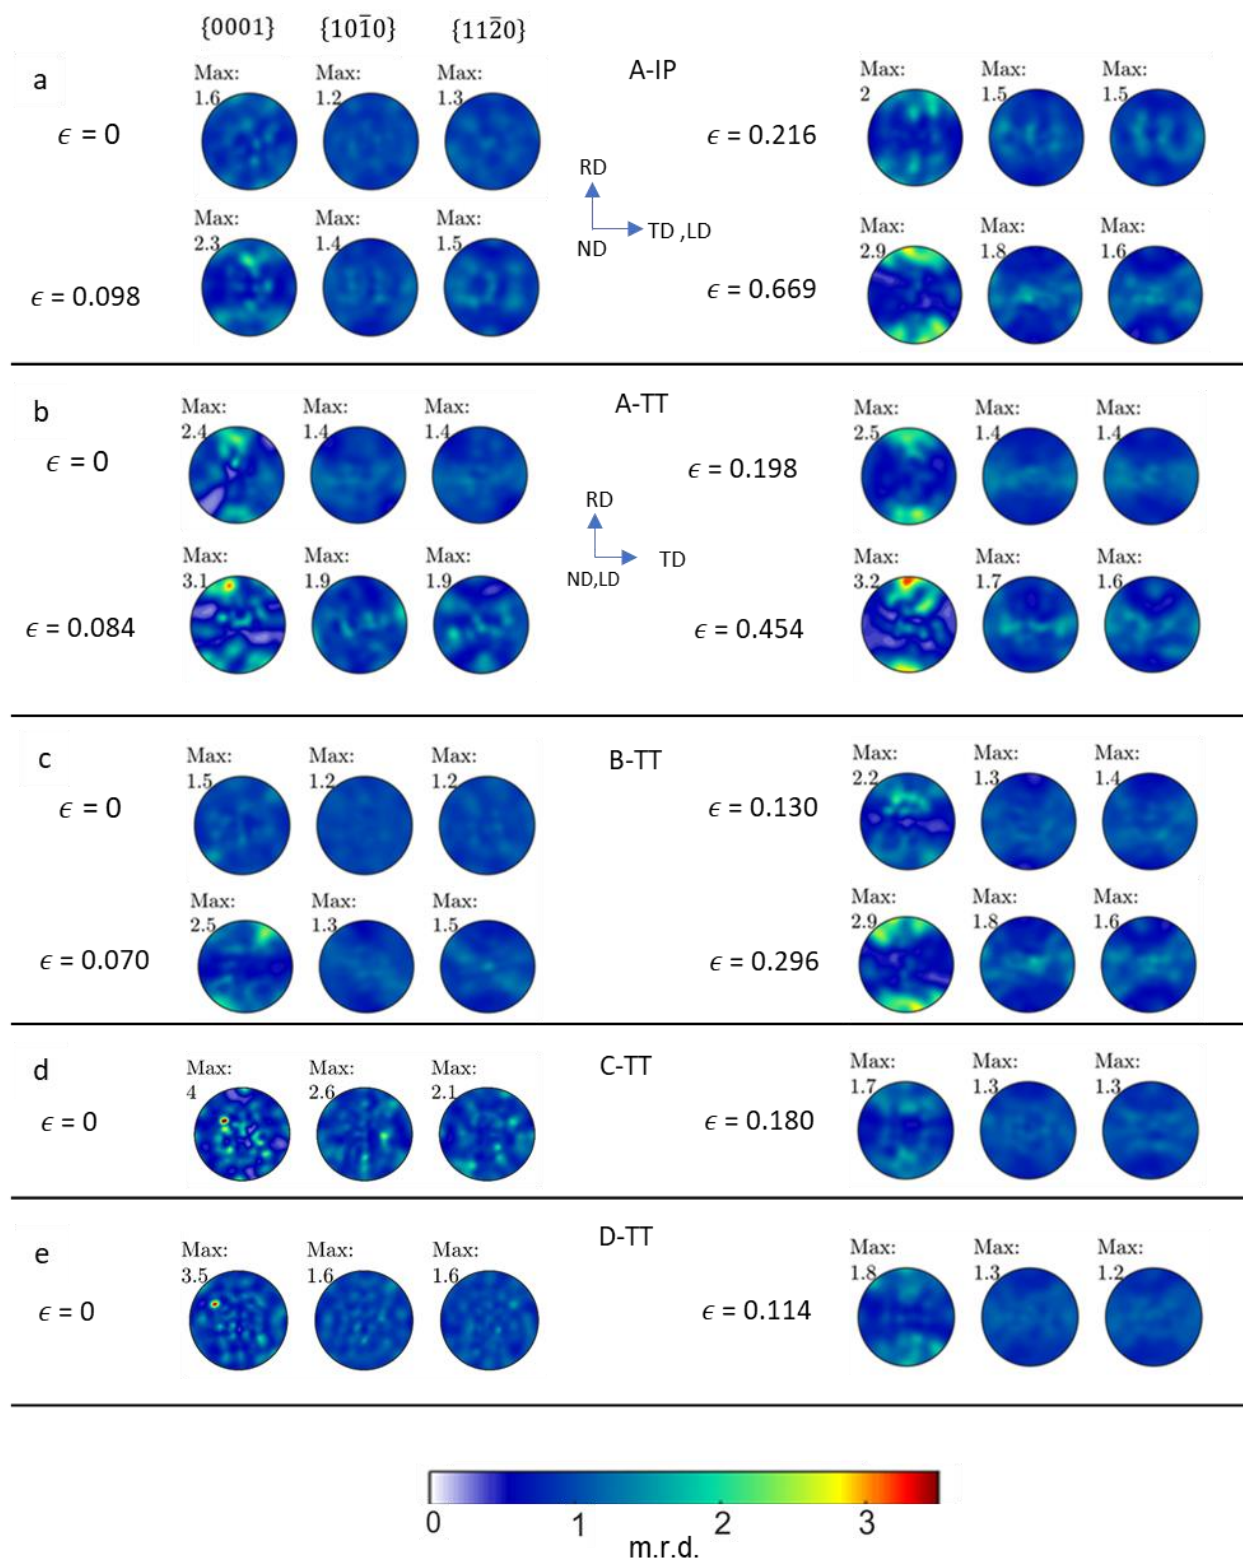 {0001} {101̅0} {112̅0}
a A-IP
Max: Max: Max: Max: Max: Max:
1.6 1.2 1.3 2 1.5 1.5
ϵ = 0 ϵ = 0.216
RD
TD ,LD
ND
Max: Max: Max: Max: Max: Max:
2.3 1.4 1.5 2.9 1.8 1.6
ϵ = 0.098 ϵ = 0.669
b A-TT
Max: Max: Max: Max: Max: Max:
2.4 1.4 1.4 2.5 1.4 1.4
ϵ = 0 ϵ = 0.198
RD
TD
ND,LD
Max: Max: Max: Max: Max: Max:
3.1 1.9 1.9 3.2 1.7 1.6
ϵ = 0.084 ϵ = 0.454
c B-TT
Max: Max: Max: Max: Max: Max:
1.5 1.2 1.2 2.2 1.3 1.4
ϵ = 0 ϵ = 0.130
Max: Max: Max: Max: Max: Max:
2.5 1.3 1.5 2.9 1.8 1.6
ϵ = 0.070 ϵ = 0.296
d C-TT
Max: Max: Max: Max: Max: Max:
4 2.6 2.1 1.7 1.3 1.3
ϵ = 0 ϵ = 0.180
e D-TT
Max: Max: Max: Max: Max: Max:
3.5 1.6 1.6 1.8 1.3 1.2
ϵ = 0 ϵ = 0.114
0 1 2 3
m.r.d.